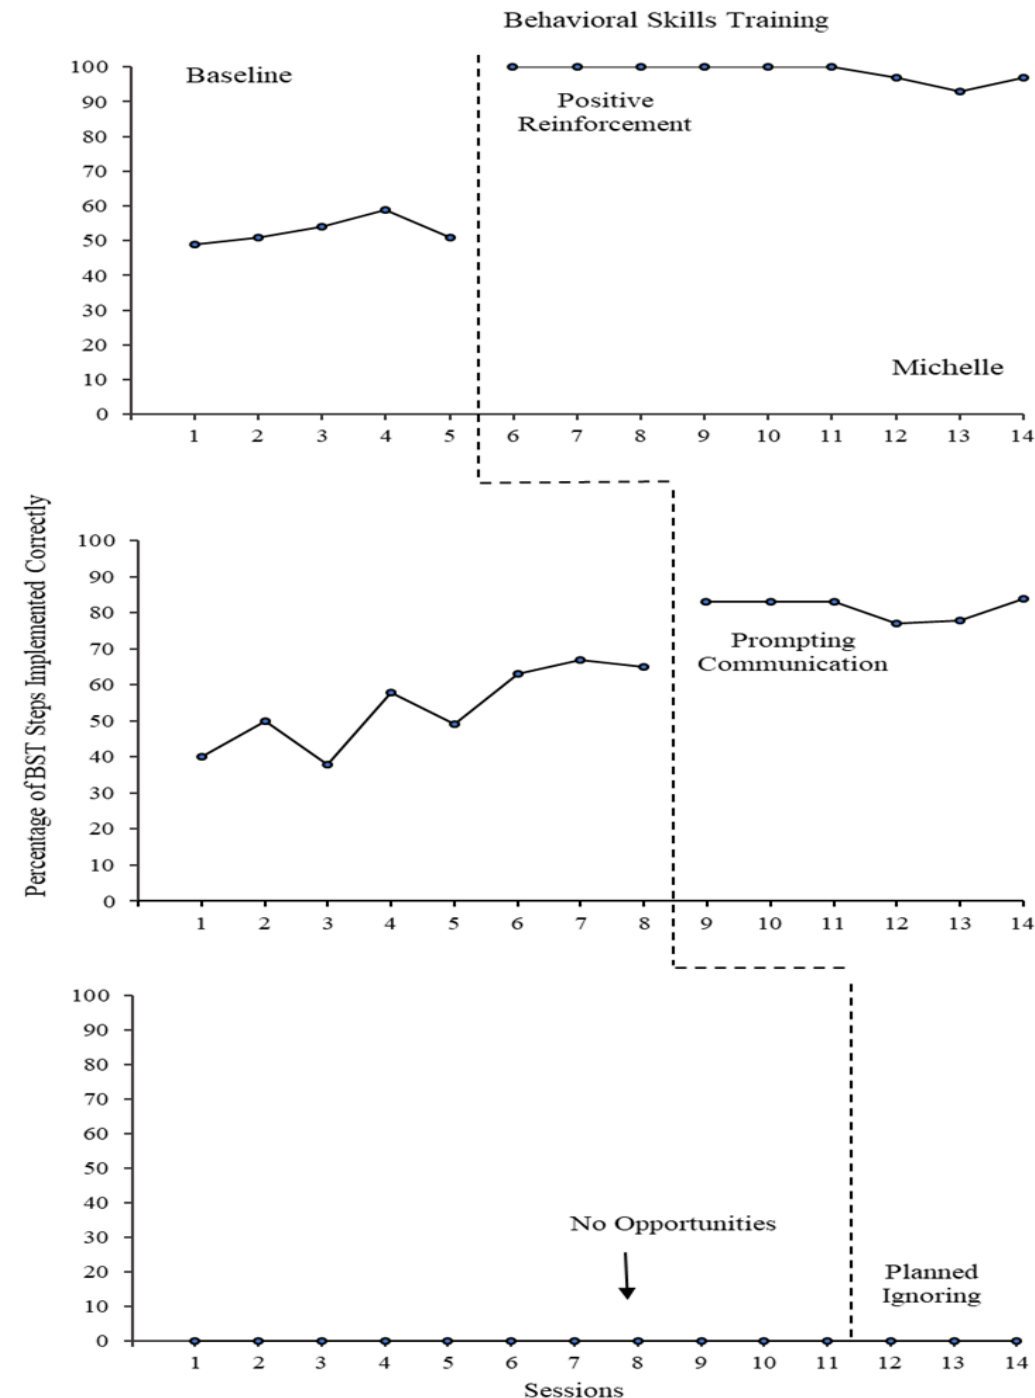 Behavioral Skills Training
Baseline
Positive
Reinforcement
100
90
80
70
60
50
40
30
20
10
0
Michelle
1 2 3 4 5 6 7 8 9 10 11 12 13 14
Percentage of BST Steps Implemented Correctly
100
90
80
70
60
50
40
30
20
10
0
Prompting
Communication
1 2 3 4 5 6 7 8 9 10 11 12 13 14
100
90
80
70
60
50
40
30
20
10
0
No Opportunities
Planned
Ignoring
1 2 3 4 5 6 7 8 9 10 11 12 13 14
Sessions